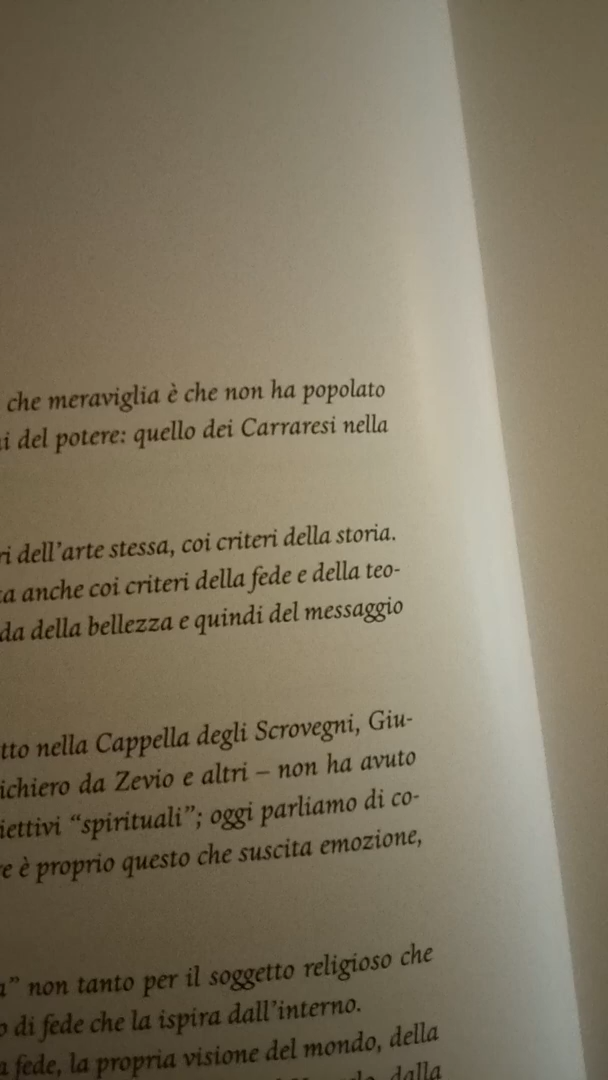 che meraviglia è che non ha popolato
del potere: quello dei Carraresi nella
dell'arte stessa, coi criteri della storia.
anche coi criteri della fede e della teo-
da della bellezza e quindi del messaggio
tto nella Cappella degli Scrovegni, Giu-
ichiero da Zevio e altri – non ha avuto
iettivi “spirituali”; oggi parliamo di co-
è proprio questo che suscita emozione,
” non tanto per il soggetto religioso che
di fede che la ispira dall'interno.
fede, la propria visione del mondo, della
dalla